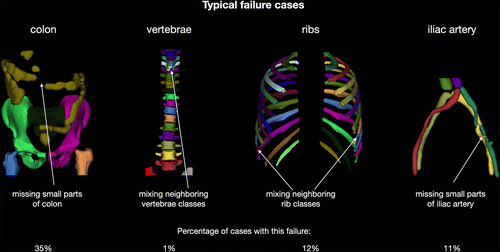 Typical failure cases
colon vertebrae ribs iliac artery
missing small parts
of colon
mixing neighboring
vertebrae classes
mixing neighboring
rib classes
missing small parts
of iliac artery
Percentage of cases with this failure:
35% 1% 12% 11%